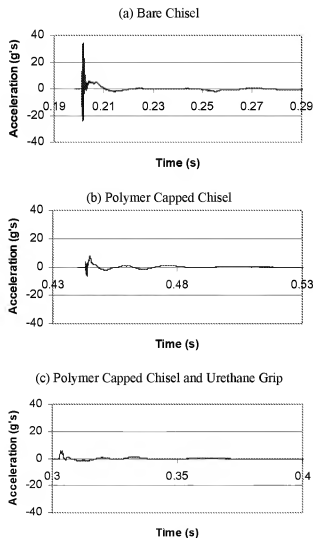 (a) Bare Chisel
Acceleration (g's)
40
20
0
-20
-40
0.19 0.21 0.23 0.25 0.27 0.29
Time (s)
(b) Polymer Capped Chisel
Acceleration (g's)
40
20
0
-20
-40
0.43 0.48 0.53
Time (s)
(c) Polymer Capped Chisel and Urethane Grip
Acceleration (g's)
40
20
0
-20
-40
0.3 0.35 0.4
Time (s)